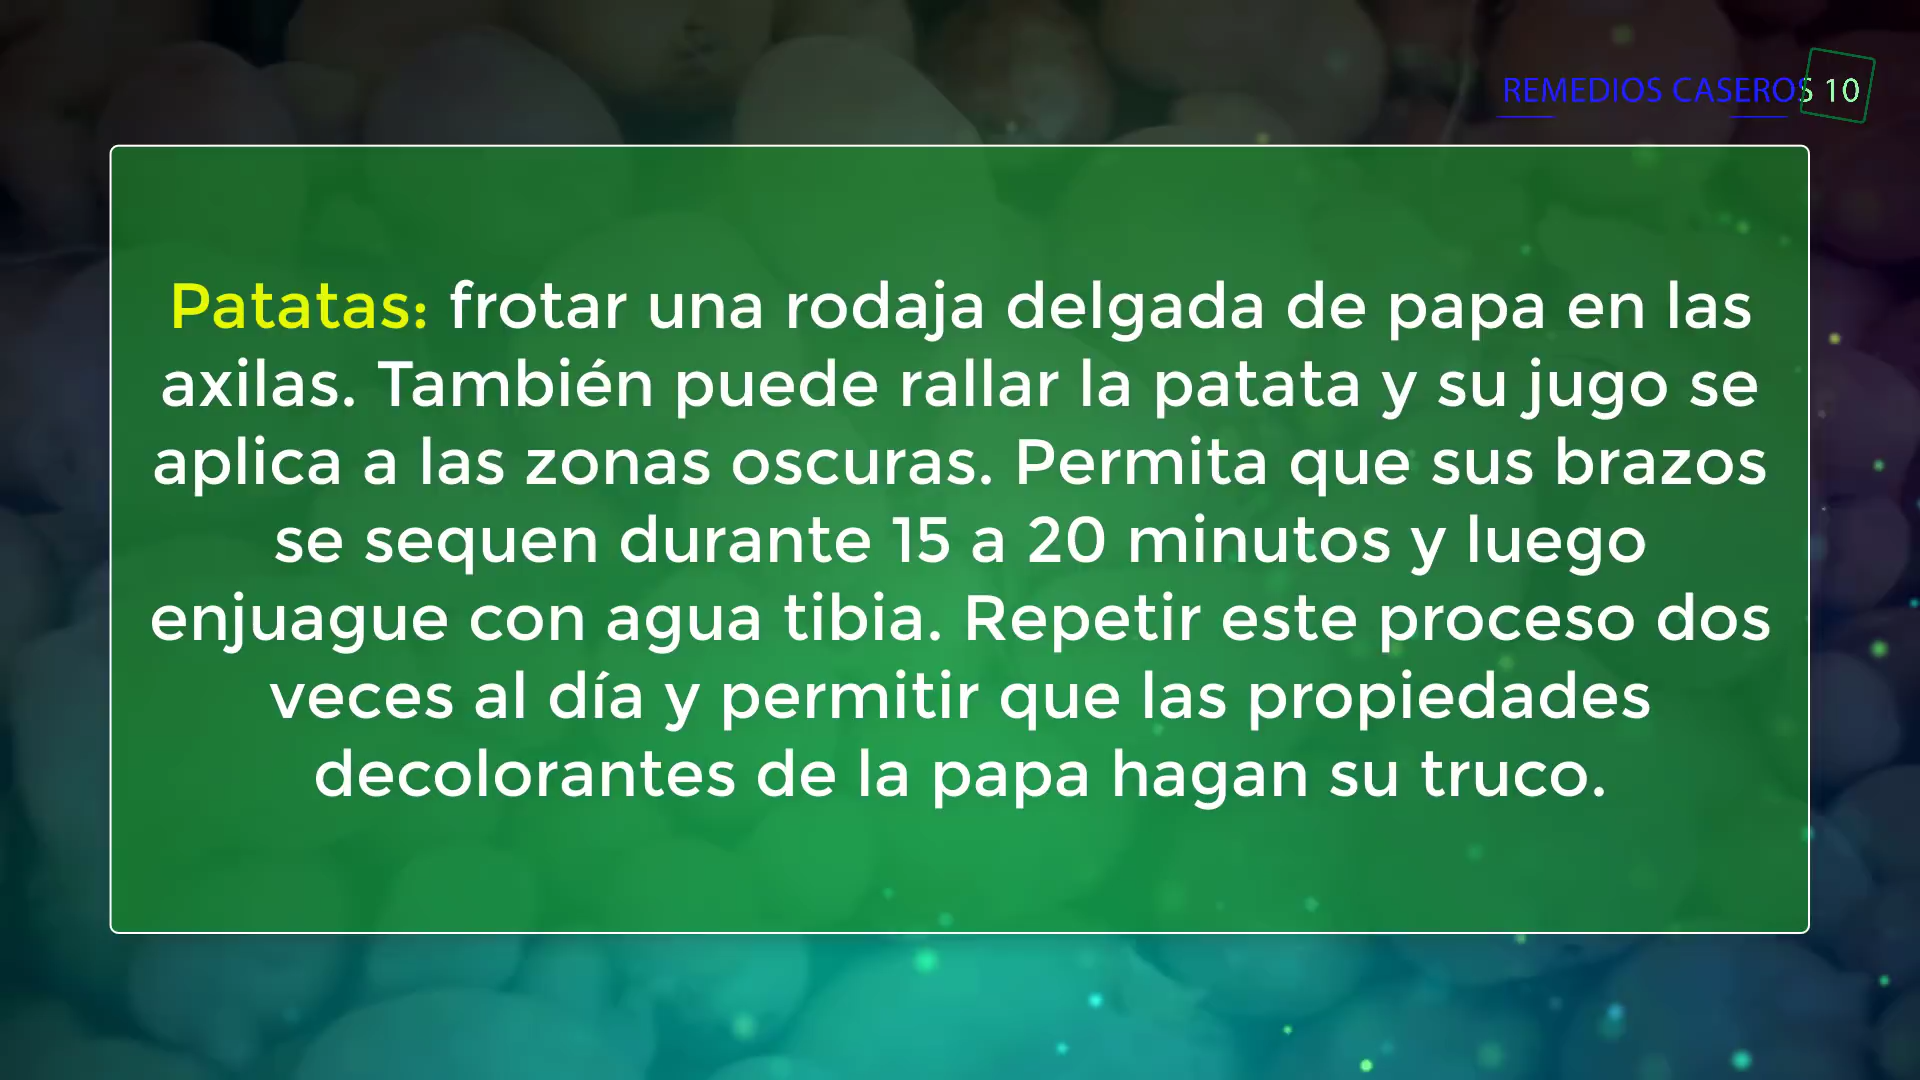 REMEDIOS CASEROS 10
Patatas: frotar una rodaja delgada de papa en las
axilas. También puede rallar la patata y su jugo se
aplica a las zonas oscuras. Permita que sus brazos
se sequen durante 15 a 20 minutos y luego
enjuague con agua tibia. Repetir este proceso dos
veces al día y permitir que las propiedades
decolorantes de la papa hagan su truco.